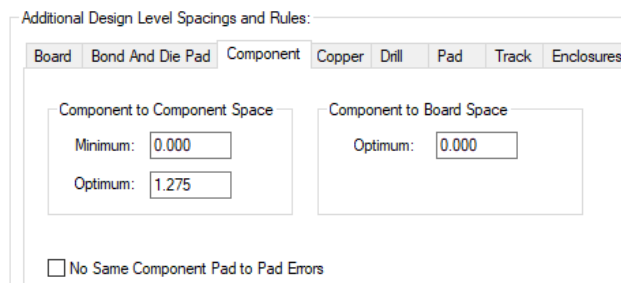 Additional Design Level Spacings and Rules:
Board Bond And Die Pad Component Copper Drill Pad Track Enclosures
Component to Component Space
Minimum: 0.000
Optimum: 1.275
Component to Board Space
Optimum: 0.000
No Same Component Pad to Pad Errors